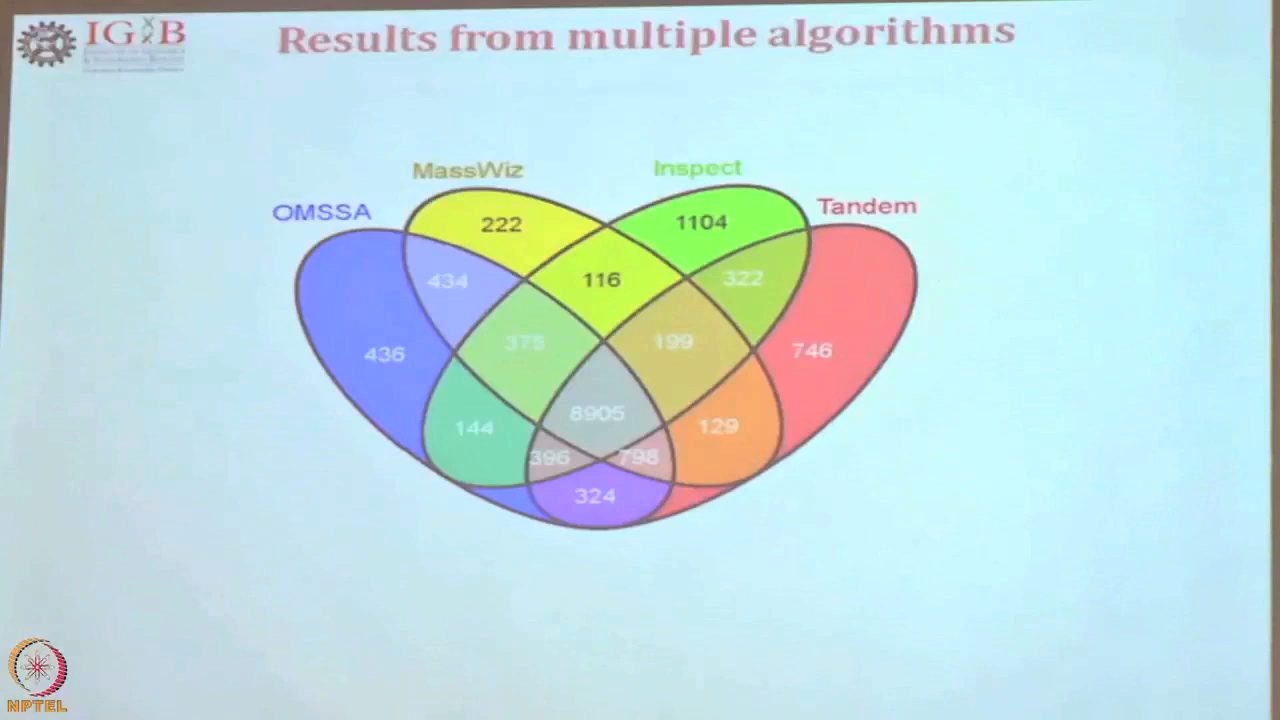 IG B
Results from multiple algorithms
MassWiz
Inspect
OMSSA
Tandem
222
1104
434
116
322
436
375
199
746
144
8905
129
396
798
324
NPTEL